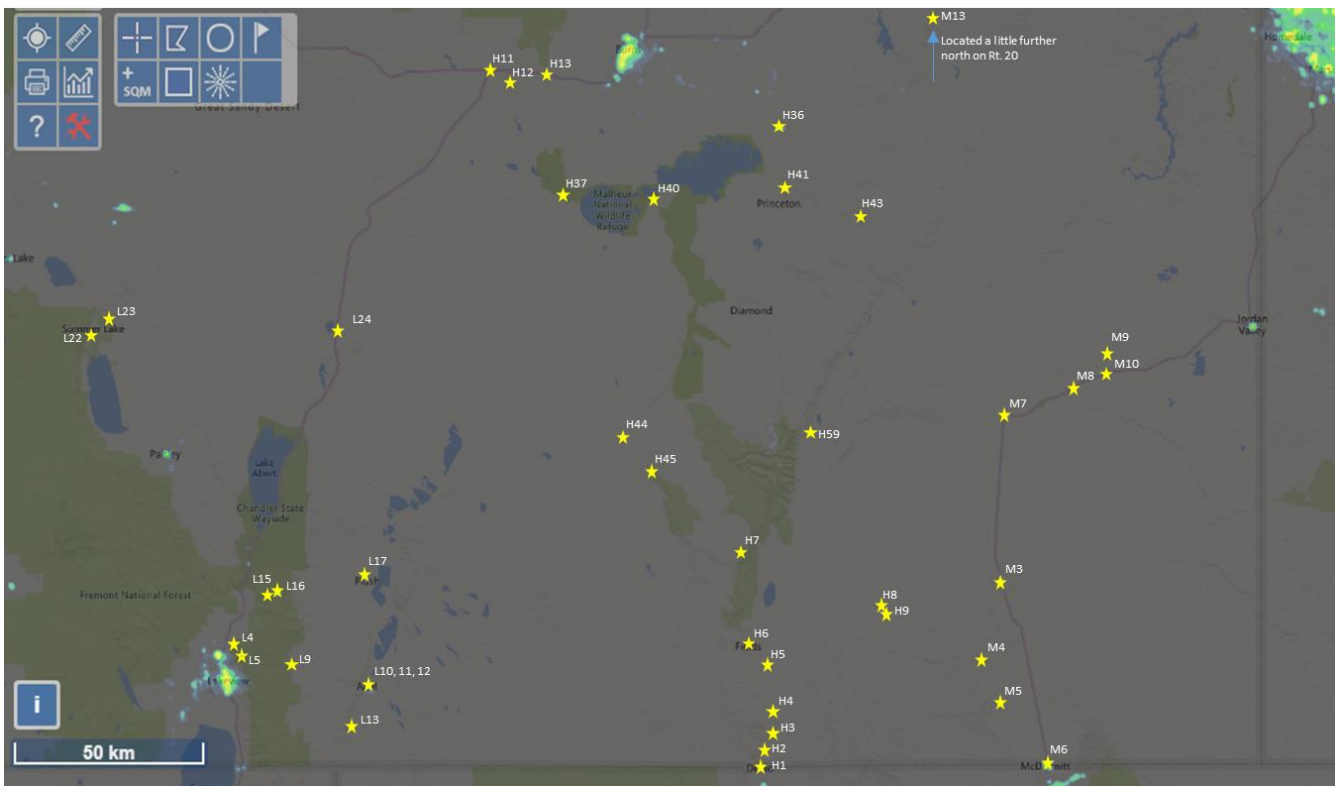 M13
Located a little further
north on Rt. 20
Homedale
H11
H12
H13
Burns
+
SQM
Great Sandy Desert
?
H36
H37
H40
H41
Malheur
National
Wildlife
Refuge
Princeton
H43
Lake
L23
Summer Lake
L22
L24
Diamond
Jordan
Valley
M9
M10
M8
M7
H44
H59
H45
Paisley
Lake
Abert
Chandler State
Wayside
H7
L17
Plush
M3
L15
L16
Fremont National Forest
H8
H9
L4
L5
H6
Fields
H5
L9
M4
Lakeview
L10, 11, 12
Adel
i
M5
H4
L13
H3
50 km
H2
H1
M6
McDermitt